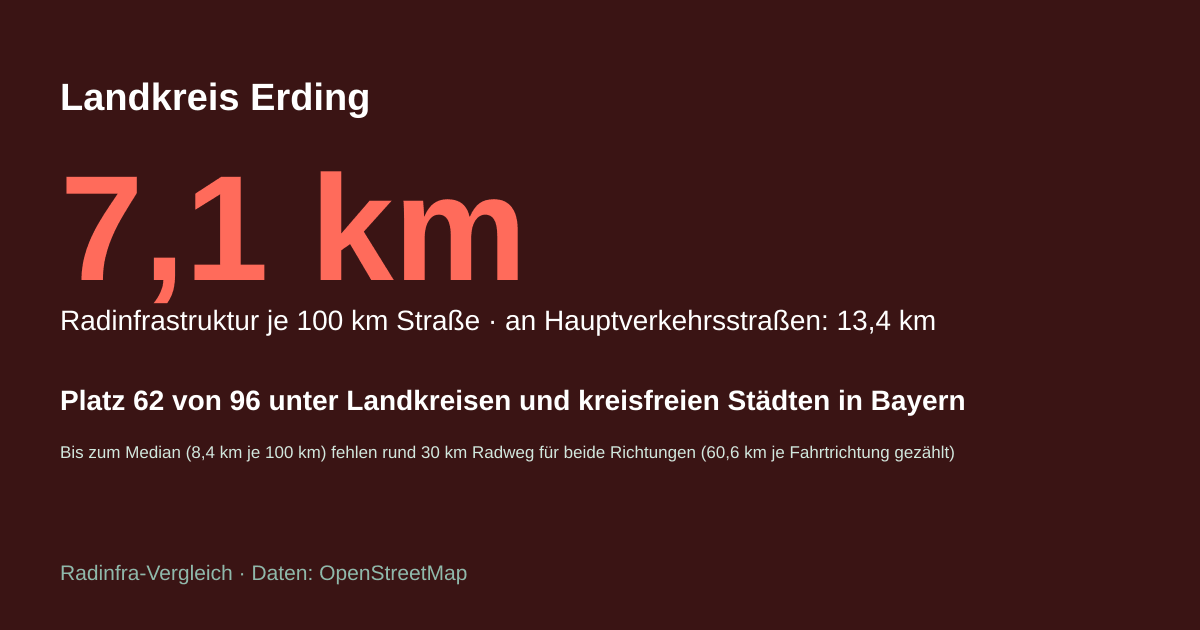 Landkreis Erding
7,1 km
Radinfrastruktur je 100 km Straße · an Hauptverkehrsstraßen: 13,4 km
Platz 62 von 96 unter Landkreisen und kreisfreien Städten in Bayern
Bis zum Median (8,4 km je 100 km) fehlen rund 30 km Radweg für beide Richtungen (60,6 km je Fahrtrichtung gezählt)
Radinfra-Vergleich · Daten: OpenStreetMap